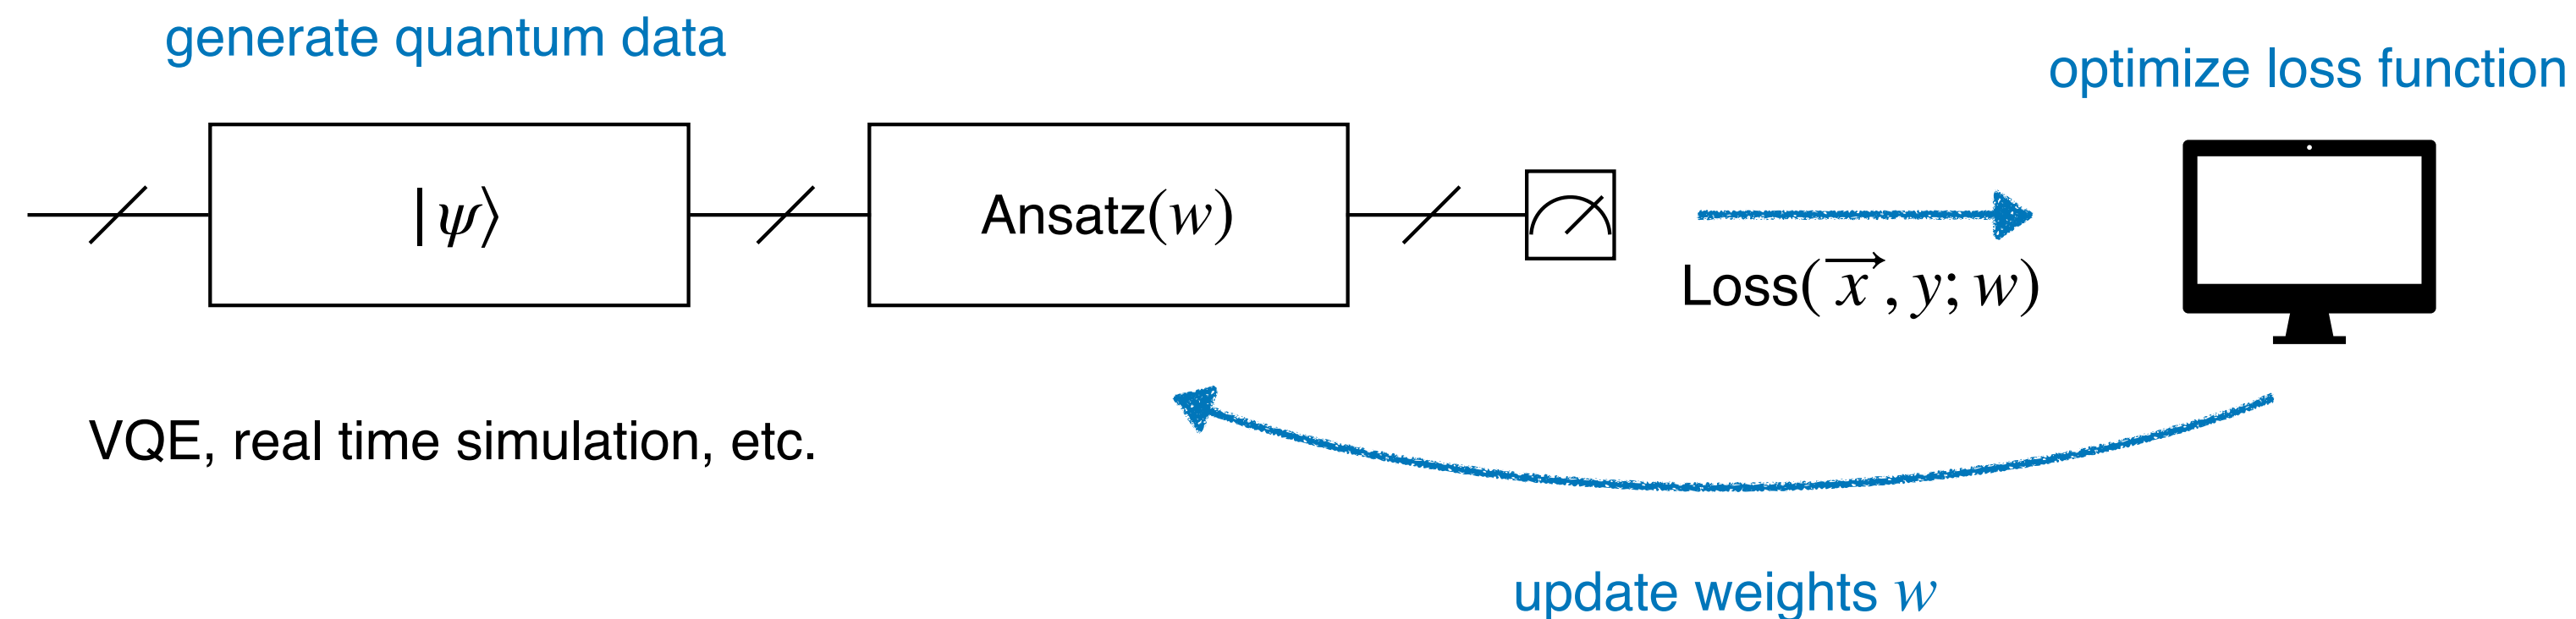 generate quantum data
optimize loss function
|ψ⟩
Ansatz(w)
Loss(x⃗, y; w)
VQE, real time simulation, etc.
update weights w